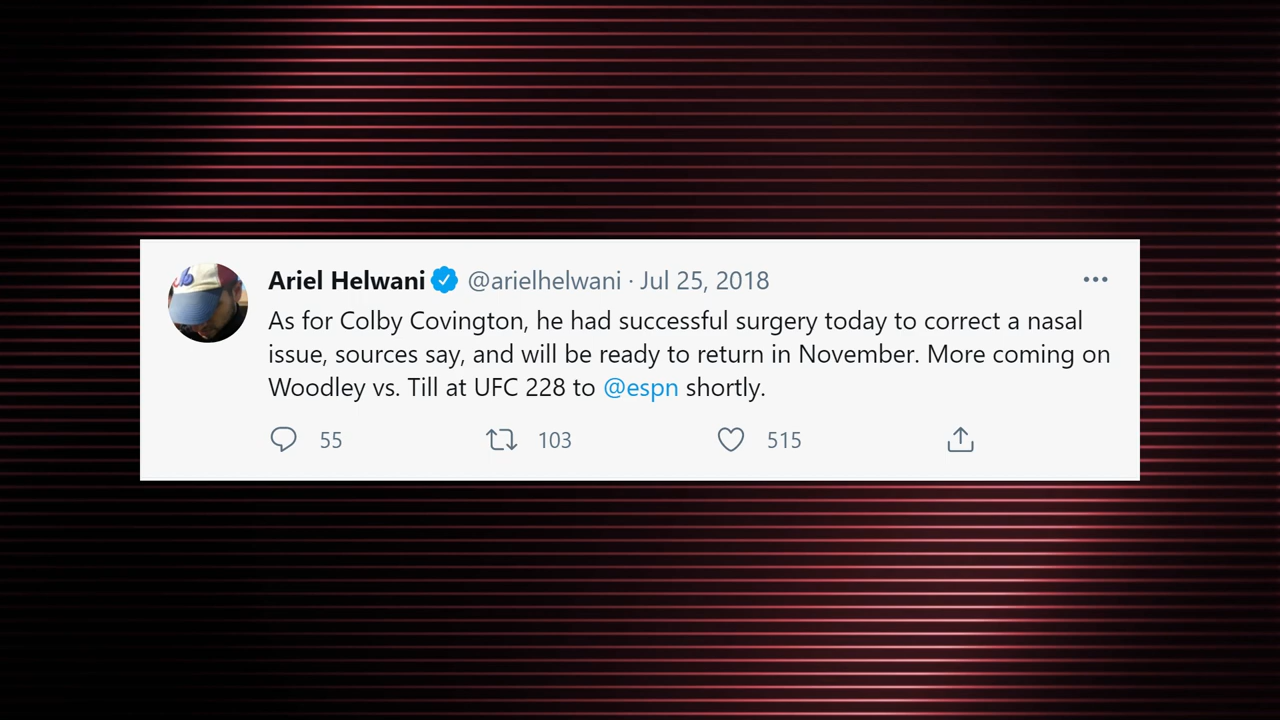 Ariel Helwani @arielhelwani · Jul 25, 2018
As for Colby Covington, he had successful surgery today to correct a nasal
issue, sources say, and will be ready to return in November. More coming on
Woodley vs. Till at UFC 228 to @espn shortly.
55 103 515